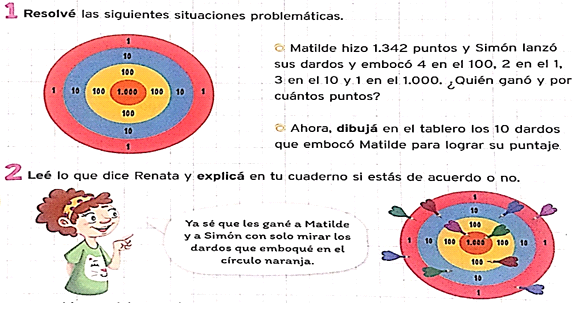 1 Resolvé las siguientes situaciones problemáticas.
1
10
100
1 10 100 1.000 100 10 1
100
10
1
Matilde hizo 1.342 puntos y Simón lanzó
sus dardos y embocó 4 en el 100, 2 en el 1,
3 en el 10 y 1 en el 1.000. ¿Quién ganó y por
cuántos puntos?
Ahora, dibujá en el tablero los 10 dardos
que embocó Matilde para lograr su puntaje
2 Leé lo que dice Renata y explicá en tu cuaderno si estás de acuerdo o no.
Ya sé que les gané a Matilde
y a Simón con solo mirar los
dardos que emboqué en el
círculo naranja.
1
10
100
1 10 100 1.000 100 10 1
100
10
1